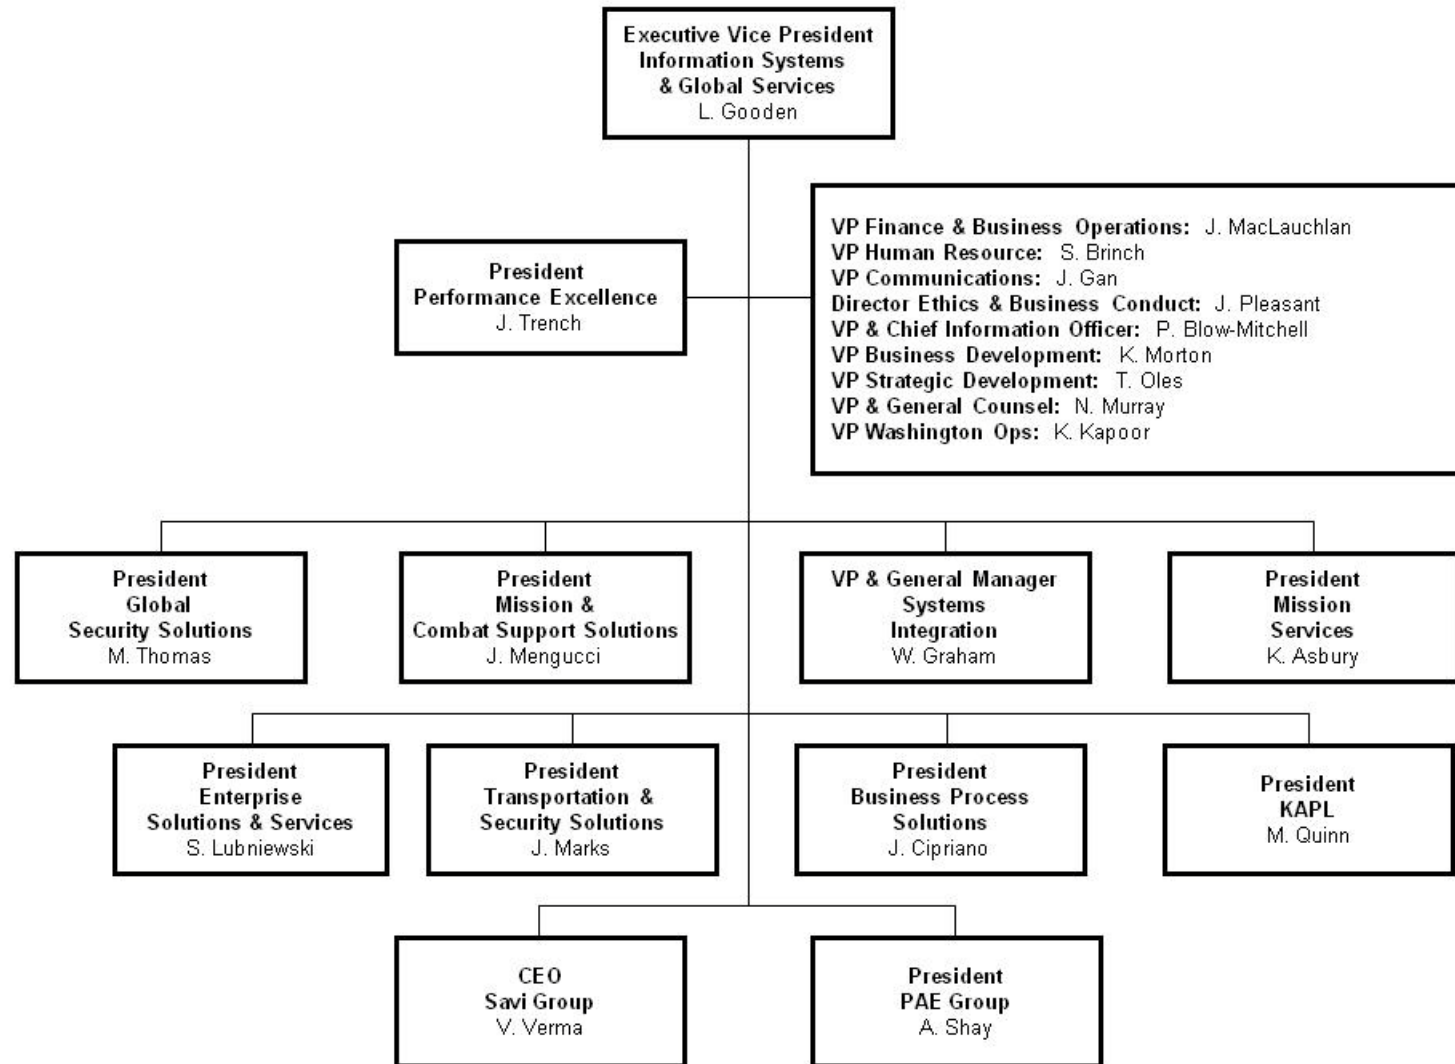 Executive Vice President
Information Systems
& Global Services
L. Gooden
President
Performance Excellence
J. Trench
VP Finance & Business Operations: J. MacLauchlan
VP Human Resource: S. Brinch
VP Communications: J. Gan
Director Ethics & Business Conduct: J. Pleasant
VP & Chief Information Officer: P. Blow-Mitchell
VP Business Development: K. Morton
VP Strategic Development: T. Oles
VP & General Counsel: N. Murray
VP Washington Ops: K. Kapoor
President
Global
Security Solutions
M. Thomas
President
Mission &
Combat Support Solutions
J. Mengucci
VP & General Manager
Systems
Integration
W. Graham
President
Mission
Services
K. Asbury
President
Enterprise
Solutions & Services
S. Lubniewski
President
Transportation &
Security Solutions
J. Marks
President
Business Process
Solutions
J. Cipriano
President
KAPL
M. Quinn
CEO
Savi Group
V. Verma
President
PAE Group
A. Shay